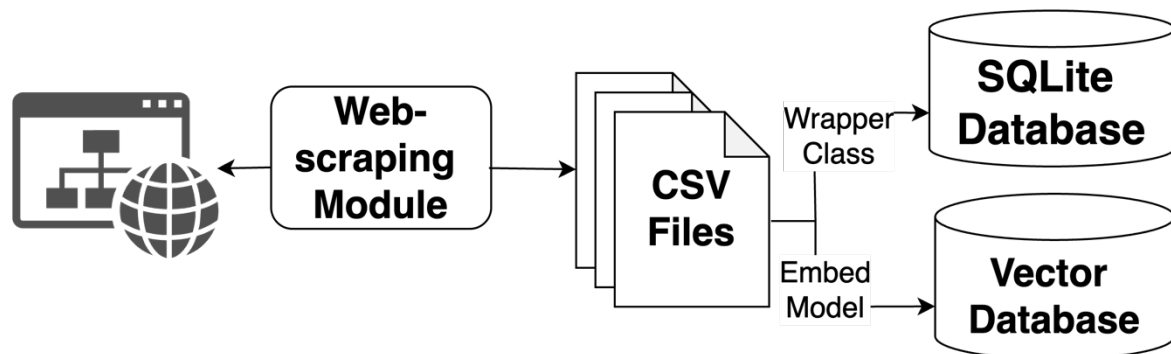 Web-
scraping
Module
CSV
Files
Wrapper
Class
Embed
Model
SQLite
Database
Vector
Database